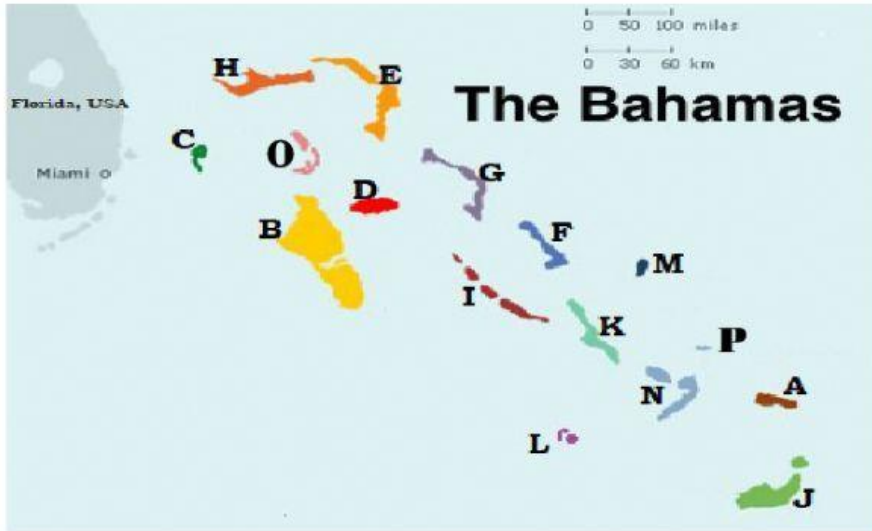 0 50 100 miles
0 30 60 km
The Bahamas
Florida, USA
Miami o
H
E
C
O
G
D
B
F
M
I
K
P
N
A
L
J